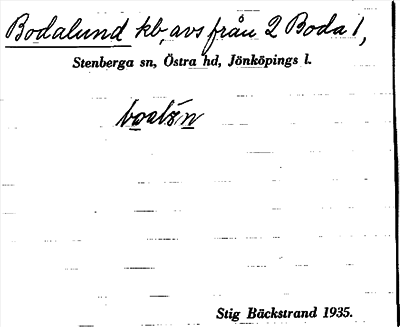 Bodalund kb, avs från 2 Boda 1,
Stenberga sn, Östra hd, Jönköpings l.
Stig Bäckstrand 1935.